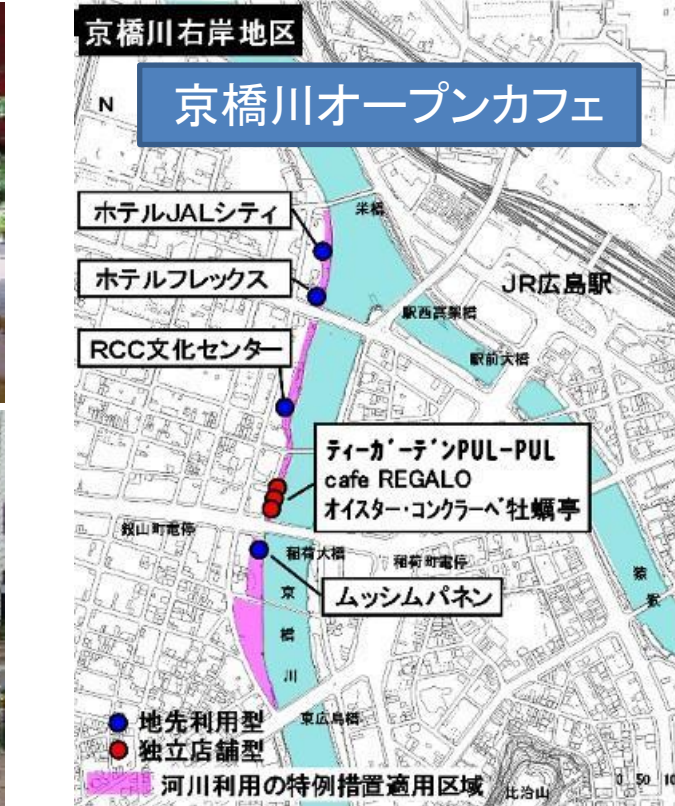 京橋川右岸地区
京橋川オープンカフェ
N
ホテルJALシティ
栄橋
ホテルフレックス
JR広島駅
駅西高架橋
RCC文化センター
駅前大橋
ティーガーデンPUL-PUL
cafe REGALO
オイスター・コンクラーベ牡蠣亭
銀山町電停
稲荷大橋
稲荷町電停
ムッシムパネン
京橋川
猿猴
東広島橋
地先利用型
独立店舗型
河川利用の特例措置適用区域
比治山
0 50 10